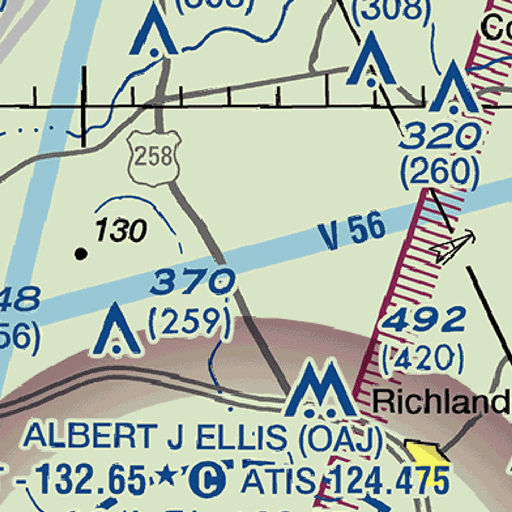 (308)
Co
320
(260)
258
130
V 56
370
(259)
48
56)
492
(420)
Richland
ALBERT J ELLIS (OAJ)
T - 132.65 ★ C ATIS 124.475